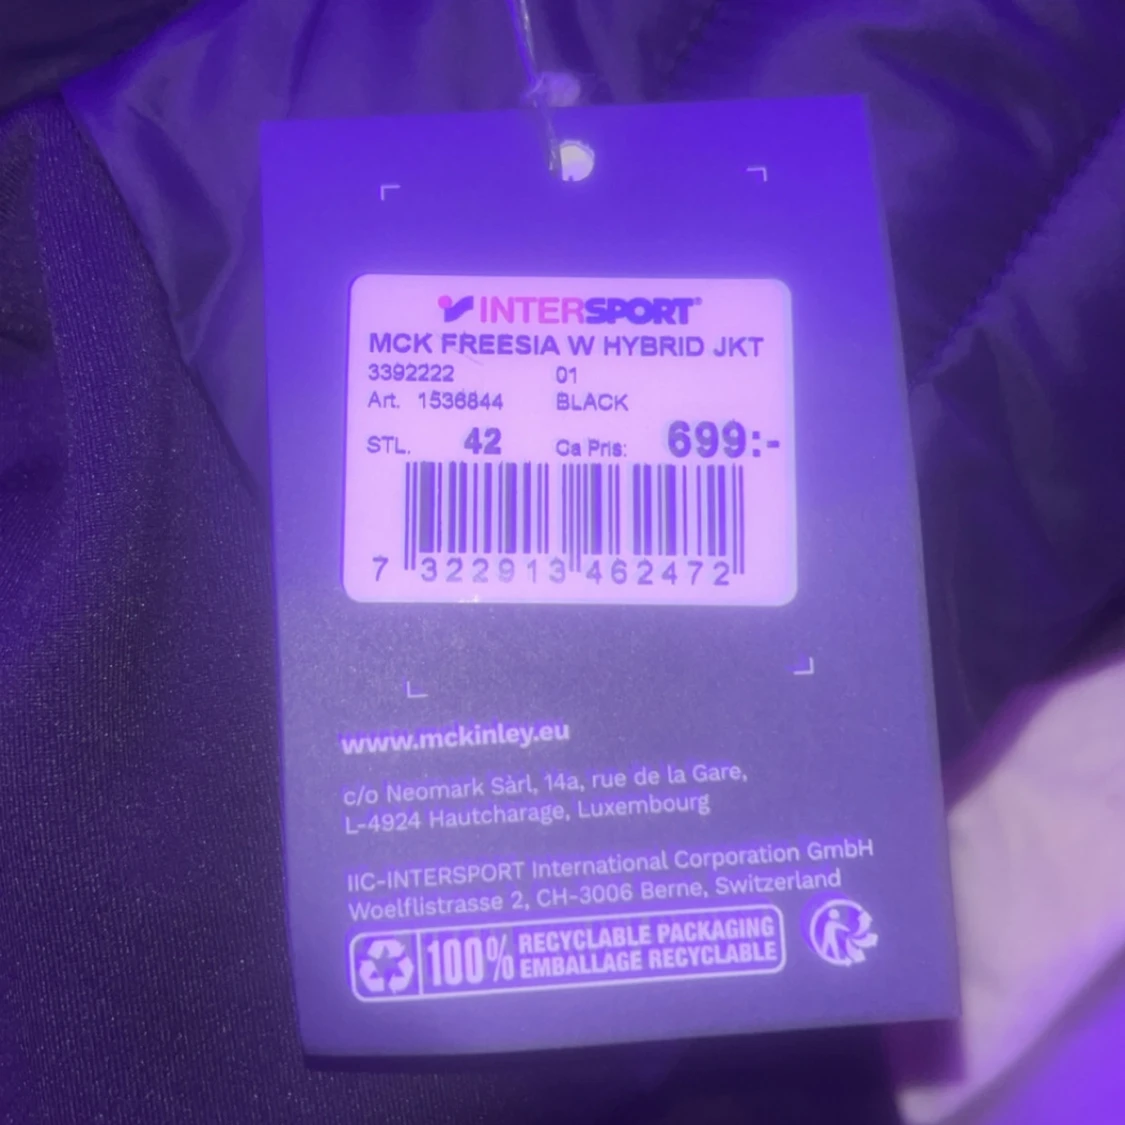 INTERSPORT
MCK FREESIA W HYBRID JKT
3392222 01
Art. 1536844 BLACK
STL. 42 Ca Pris: 699:-
7 322913 462472
www.mckinley.eu
c/o Neomark Sàrl, 14a, rue de la Gare,
L-4924 Hautcharage, Luxembourg
IIC-INTERSPORT International Corporation GmbH
Woelflistrasse 2, CH-3006 Berne, Switzerland
100% RECYCLABLE PACKAGING
EMBALLAGE RECYCLABLE